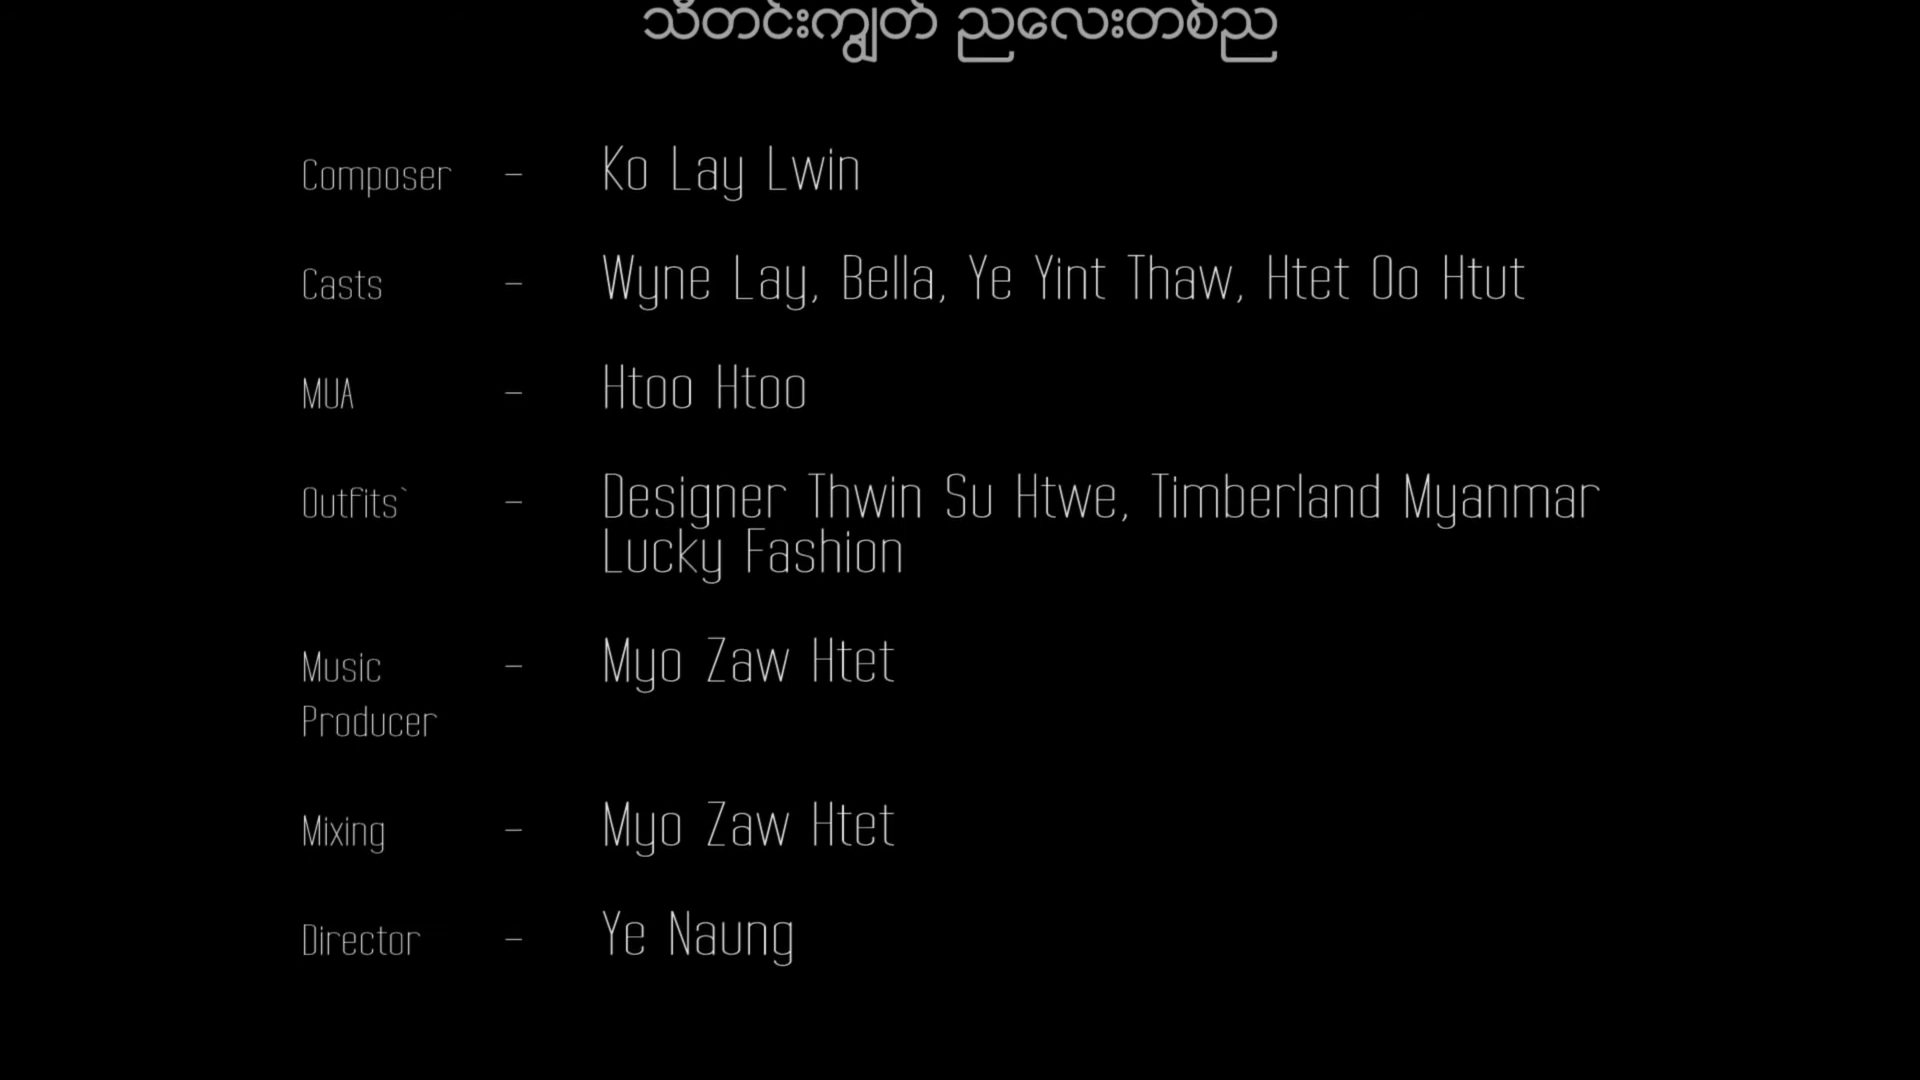 သီတင်းကျွတ် ညလေးတစ်ည
Composer – Ko Lay Lwin
Casts – Wyne Lay, Bella, Ye Yint Thaw, Htet Oo Htut
MUA – Htoo Htoo
Outfits` – Designer Thwin Su Htwe, Timberland Myanmar
Lucky Fashion
Music – Myo Zaw Htet
Producer
Mixing – Myo Zaw Htet
Director – Ye Naung